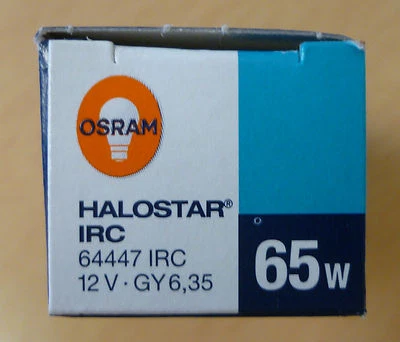 OSRAM
HALOSTAR®
IRC
64447 IRC
12 V · GY 6,35
65 W